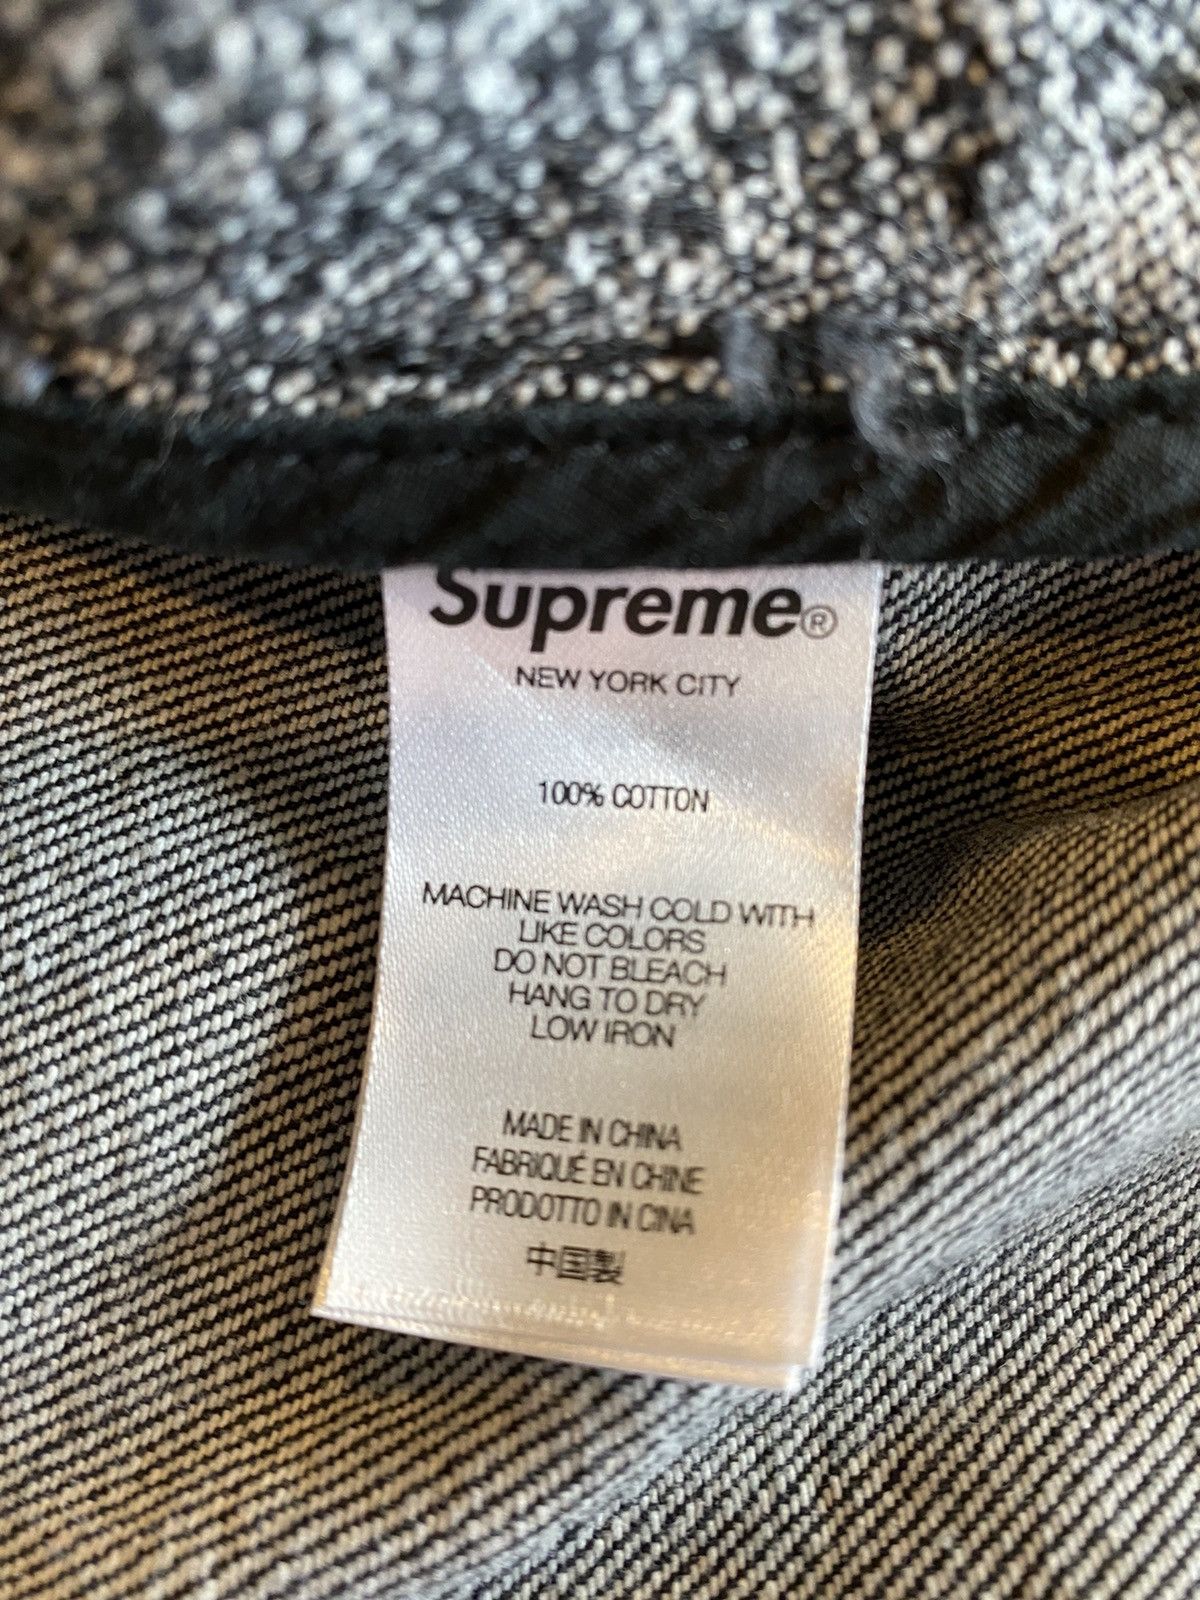 Supreme®
NEW YORK CITY
100% COTTON
MACHINE WASH COLD WITH
LIKE COLORS
DO NOT BLEACH
HANG TO DRY
LOW IRON
MADE IN CHINA
FABRIQUÉ EN CHINE
PRODOTTO IN CINA
中国製